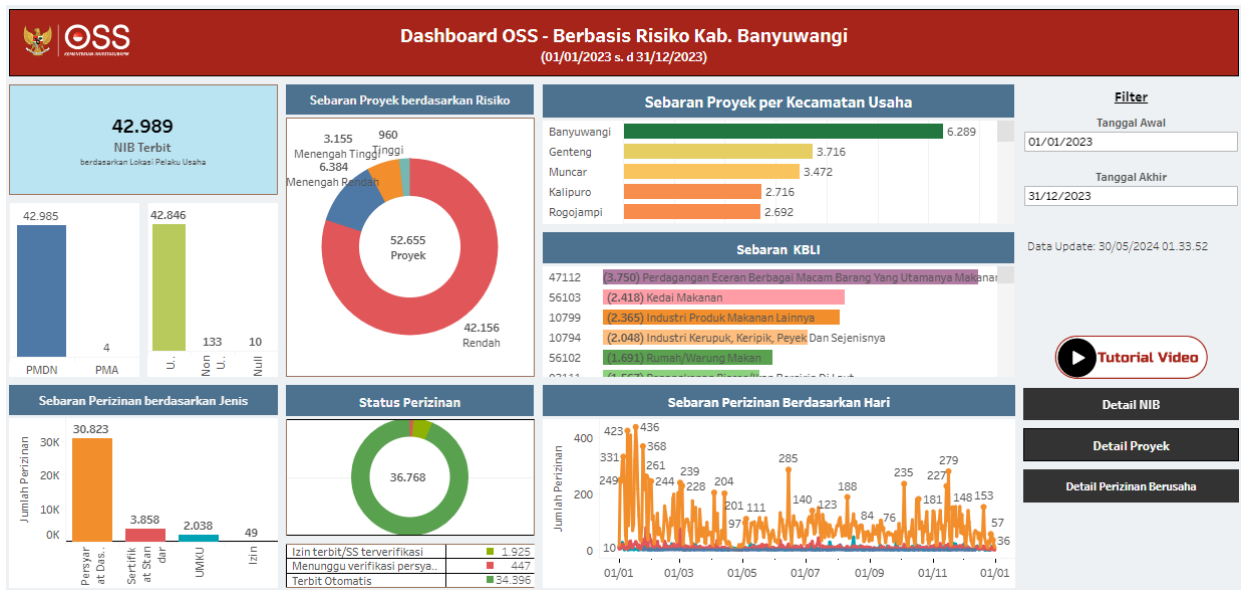 OSS
Dashboard OSS - Berbasis Risiko Kab. Banyuwangi
(01/01/2023 s. d 31/12/2023)
42.989
NIB Terbit
berdasarkan Lokasi Pelaku Usaha
42.985
4
PMDN
PMA
42.846
133
10
U..
Non U..
Null
Sebaran Proyek berdasarkan Risiko
3.155
Menengah Tinggi
960
Tinggi
6.384
Menengah Rendah
52.655
Proyek
42.156
Rendah
Sebaran Proyek per Kecamatan Usaha
Banyuwangi 6.289
Genteng 3.716
Muncar 3.472
Kalipuro 2.716
Rogojampi 2.692
Sebaran KBLI
47112 (3.750) Perdagangan Eceran Berbagai Macam Barang Yang Utamanya Makanan
56103 (2.418) Kedai Makanan
10799 (2.365) Industri Produk Makanan Lainnya
10794 (2.048) Industri Kerupuk, Keripik, Peyek Dan Sejenisnya
56102 (1.691) Rumah/Warung Makan
Filter
Tanggal Awal
01/01/2023
Tanggal Akhir
31/12/2023
Data Update: 30/05/2024 01.33.52
Tutorial Video
Detail NIB
Detail Proyek
Detail Perizinan Berusaha
Sebaran Perizinan berdasarkan Jenis
Jumlah Perizinan
30K
20K
10K
0K
30.823
3.858
2.038
49
Persyar at Das..
Sertifik at Stan dar
UMKU
Izin
Status Perizinan
36.768
Izin terbit/SS terverifikasi 1.925
Menunggu verifikasi persya.. 447
Terbit Otomatis 34.396
Sebaran Perizinan Berdasarkan Hari
Jumlah Perizinan
400
200
0
423
436
331
368
249
261
244
239
228
204
201
97
111
285
140
123
188
84
76
235
181
227
279
148
153
57
36
10
01/01
01/03
01/05
01/07
01/09
01/11
01/01